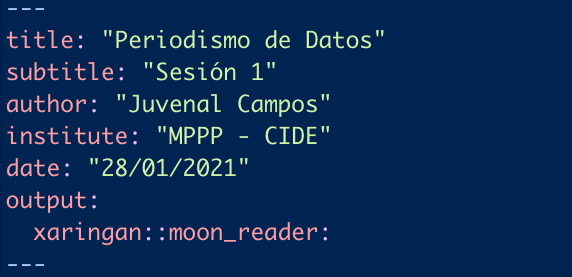 ---
title: "Periodismo de Datos"
subtitle: "Sesión 1"
author: "Juvenal Campos"
institute: "MPPP - CIDE"
date: "28/01/2021"
output:
  xaringan::moon_reader:
---